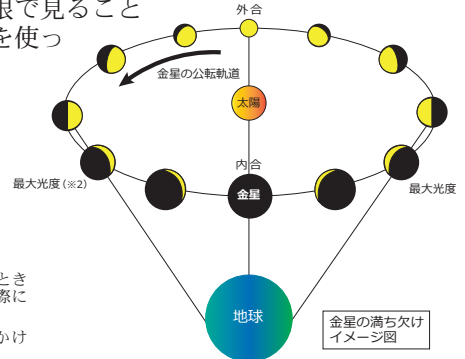 眼で見ること
を使っ
外合
金星の公転軌道
太陽
内合
最大光度(※2)
金星
最大光度
とき
際に
地球
かけ
金星の満ち欠け
イメージ図